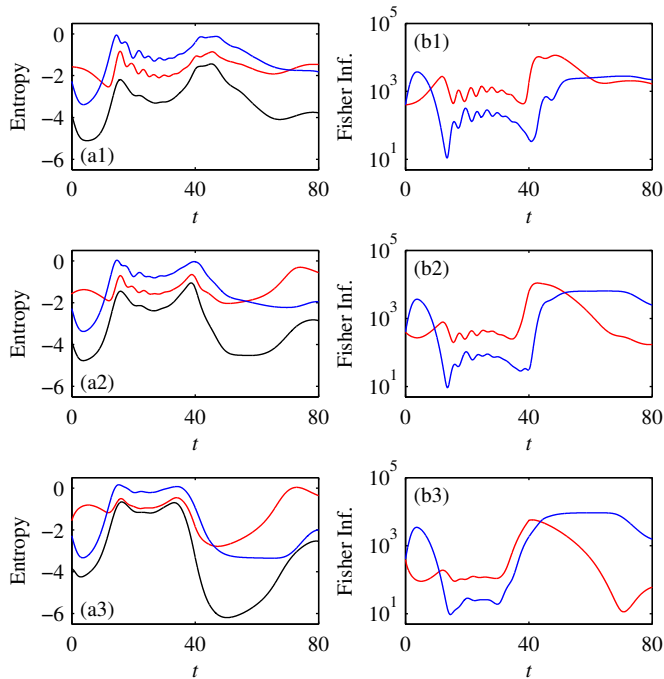 Entropy
0
−2
−4
−6
(a1)
0
40
80
t
Fisher Inf.
10^5
10^3
10^1
(b1)
0
40
80
t
Entropy
0
−2
−4
−6
(a2)
0
40
80
t
Fisher Inf.
10^5
10^3
10^1
(b2)
0
40
80
t
Entropy
0
−2
−4
−6
(a3)
0
40
80
t
Fisher Inf.
10^5
10^3
10^1
(b3)
0
40
80
t